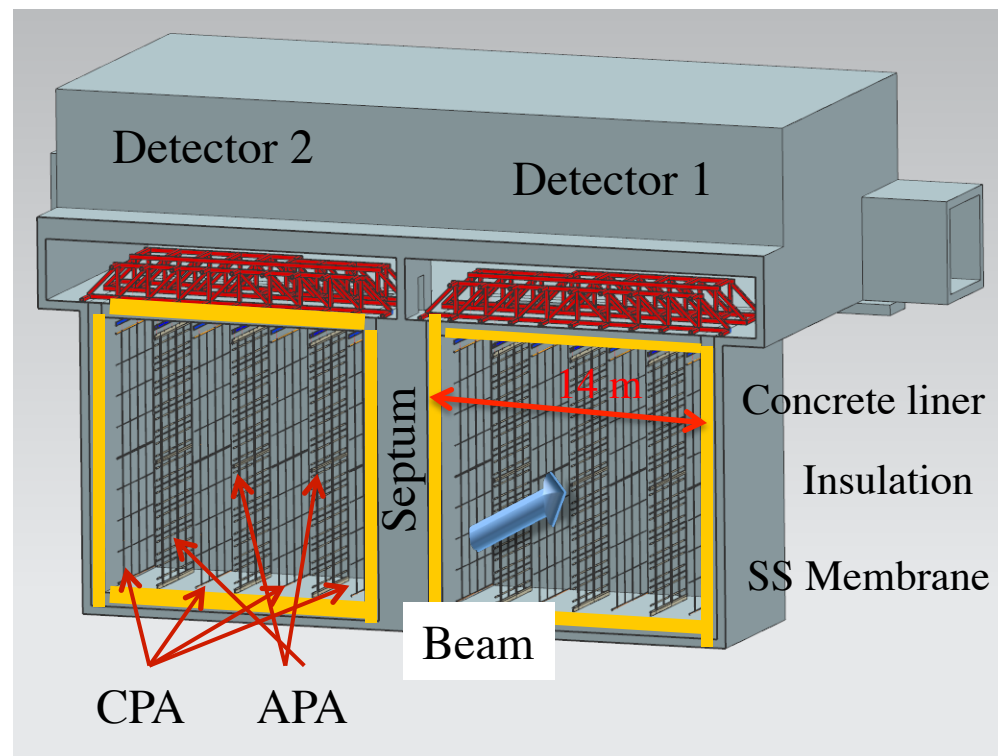 Detector 2
Detector 1
14 m
Septum
Concrete liner
Insulation
SS Membrane
Beam
CPA
APA